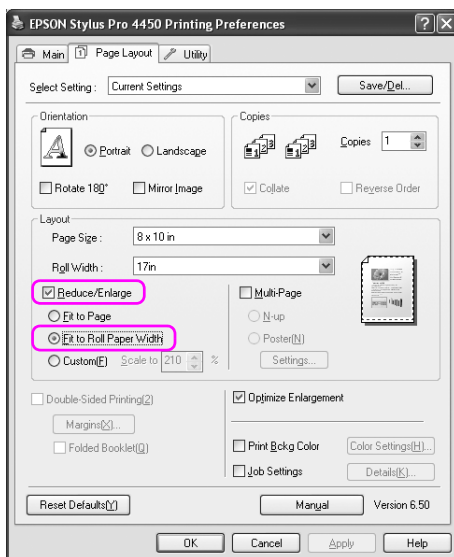 EPSON Stylus Pro 4450 Printing Preferences
Main Page Layout Utility
Select Setting : Current Settings Save/Del...
Orientation
Portrait Landscape
Rotate 180° Mirror Image
Copies
Copies 1
Collate Reverse Order
Layout
Page Size : 8 x 10 in
Roll Width : 17in
Reduce/Enlarge
Fit to Page
Fit to Roll Paper Width
Custom(F) Scale to 210 %
Multi-Page
N-up
Poster(N)
Settings...
Double-Sided Printing(2)
Margins(X)...
Folded Booklet(Q)
Optimize Enlargement
Print Bckg Color Color Settings(H)...
Job Settings Details(K)...
Reset Defaults(Y) Manual Version 6.50
OK Cancel Apply Help